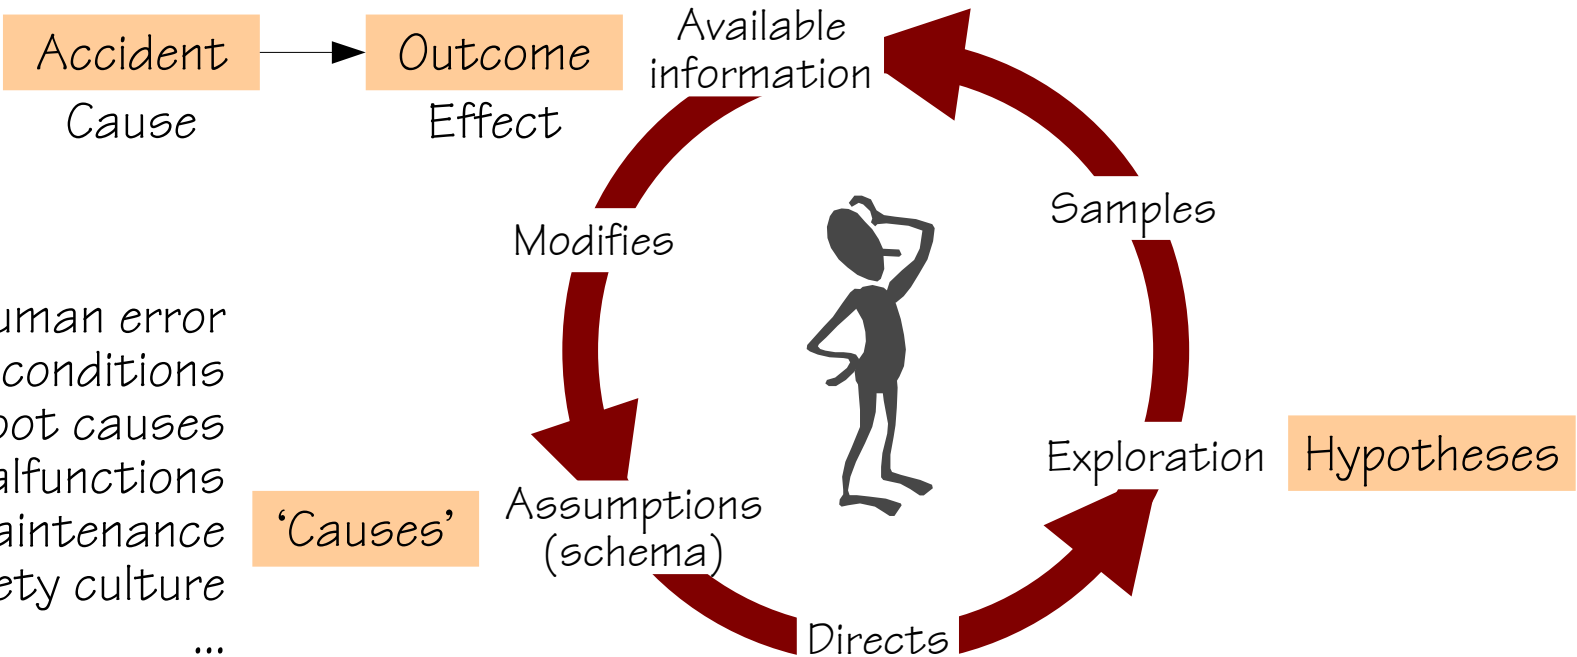 Accident
Cause
Outcome
Effect
Available
information
Modifies
Samples
uman error
conditions
oot causes
alfunctions
aintenance
ety culture
...
'Causes'
Assumptions
(schema)
Exploration
Hypotheses
Directs